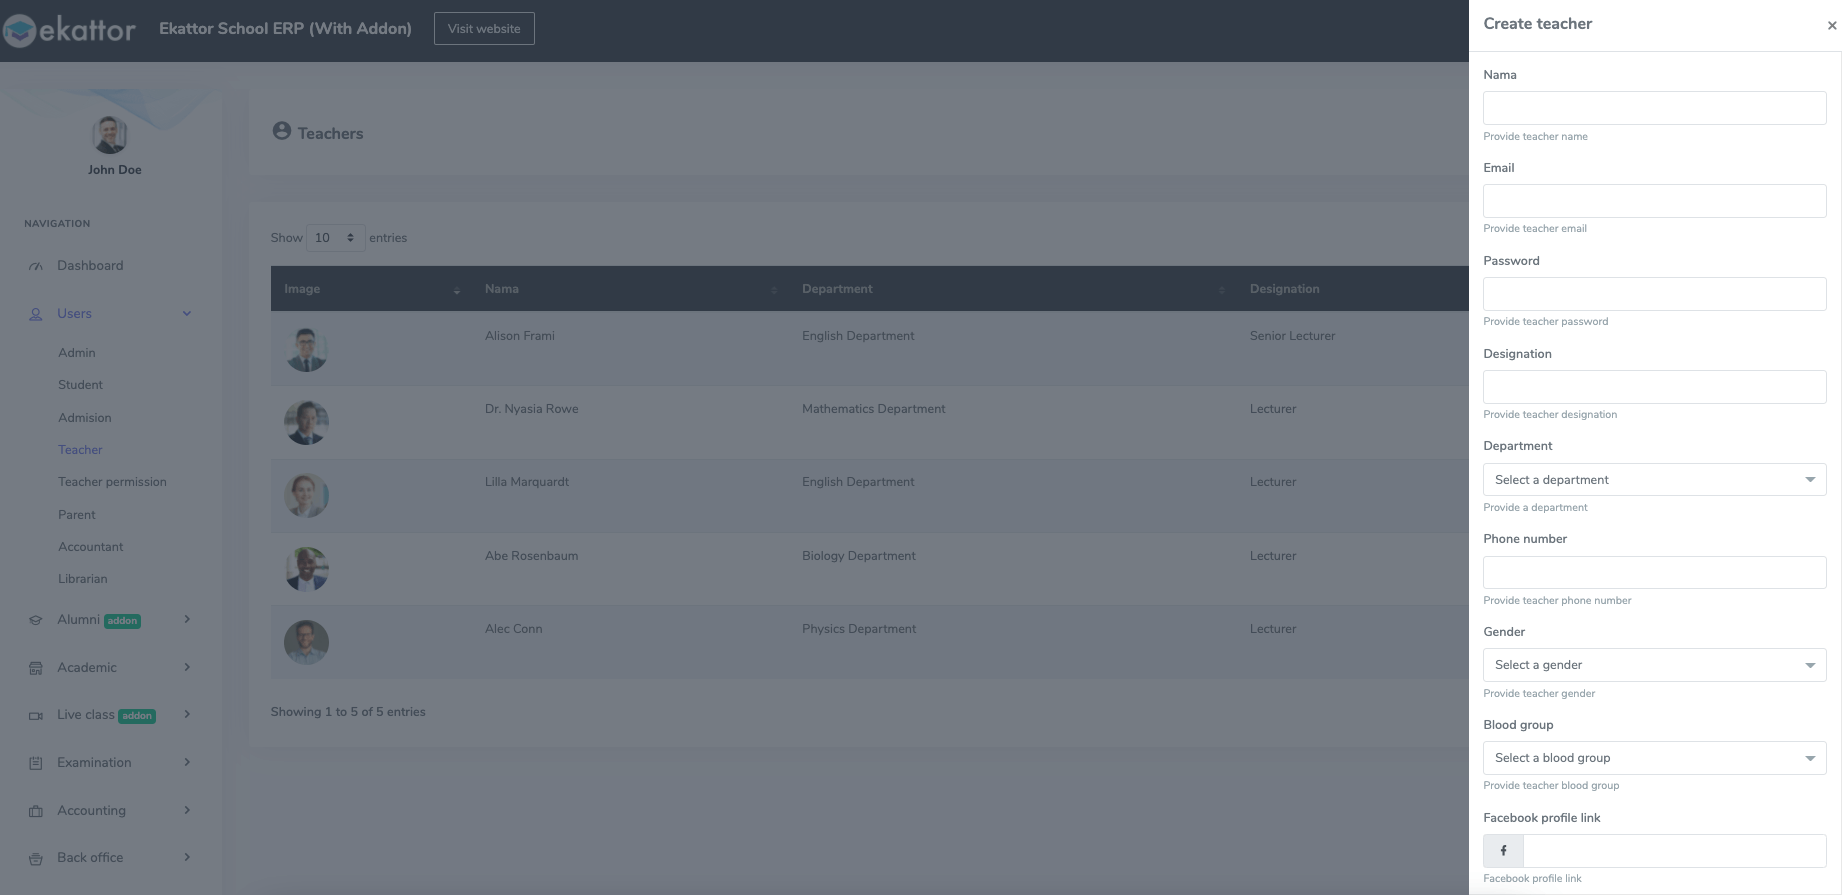 ekattor
Ekattor School ERP (With Addon)
Visit website
John Doe
NAVIGATION
Dashboard
Users
Admin
Student
Admision
Teacher
Teacher permission
Parent
Accountant
Librarian
Alumni addon
Academic
Live class addon
Examination
Accounting
Back office
Teachers
Show 10 entries
Image Nama Department Designation
Alison Frami English Department Senior Lecturer
Dr. Nyasia Rowe Mathematics Department Lecturer
Lilla Marquardt English Department Lecturer
Abe Rosenbaum Biology Department Lecturer
Alec Conn Physics Department Lecturer
Showing 1 to 5 of 5 entries
Create teacher ×
Nama
Provide teacher name
Email
Provide teacher email
Password
Provide teacher password
Designation
Provide teacher designation
Department
Select a department
Provide a department
Phone number
Provide teacher phone number
Gender
Select a gender
Provide teacher gender
Blood group
Select a blood group
Provide teacher blood group
Facebook profile link
Facebook profile link